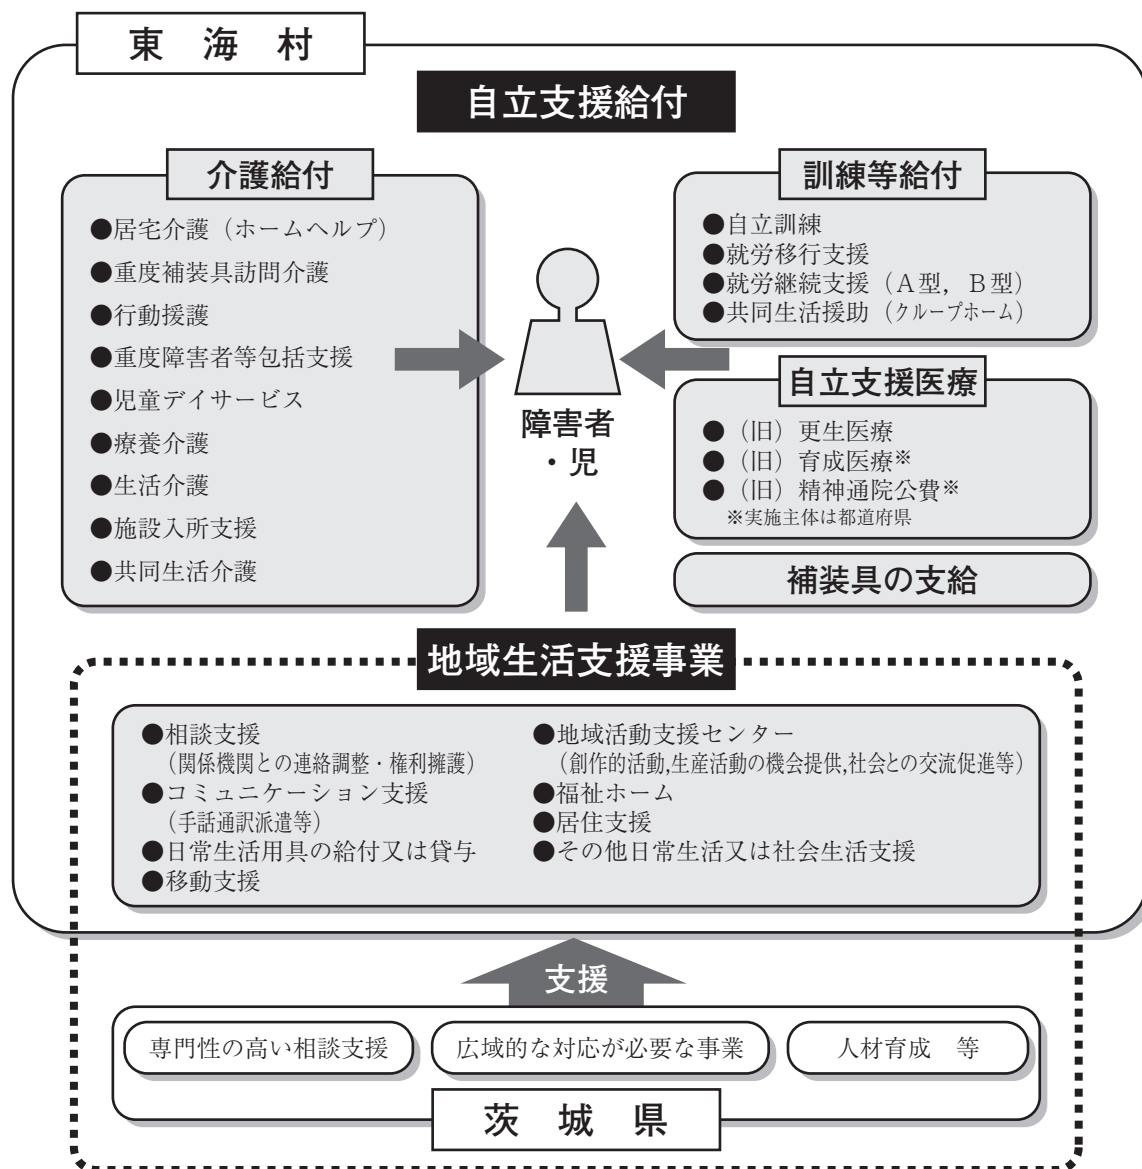 東 海 村
自立支援給付
介護給付
●居宅介護（ホームヘルプ）
●重度補装具訪問介護
●行動援護
●重度障害者等包括支援
●児童デイサービス
●療養介護
●生活介護
●施設入所支援
●共同生活介護
障害者
・児
訓練等給付
●自立訓練
●就労移行支援
●就労継続支援（Ａ型，Ｂ型）
●共同生活援助（クループホーム）
自立支援医療
●（旧）更生医療
●（旧）育成医療※
●（旧）精神通院公費※
※実施主体は都道府県
補装具の支給
地域生活支援事業
●相談支援
（関係機関との連絡調整・権利擁護）
●コミュニケーション支援
（手話通訳派遣等）
●日常生活用具の給付又は貸与
●移動支援
●地域活動支援センター
（創作的活動,生産活動の機会提供,社会との交流促進等）
●福祉ホーム
●居住支援
●その他日常生活又は社会生活支援
支援
専門性の高い相談支援
広域的な対応が必要な事業
人材育成　等
茨 城 県